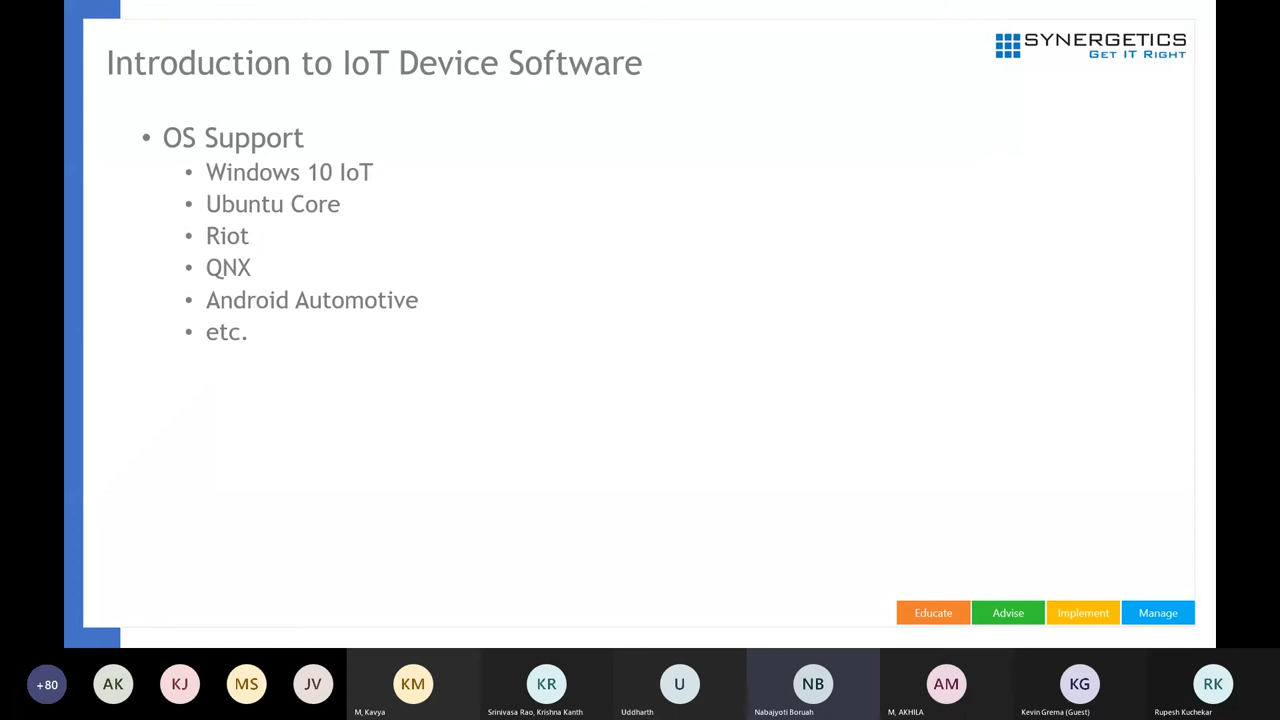 SYNERGETICS
GET IT RIGHT
Introduction to IoT Device Software
• OS Support
• Windows 10 IoT
• Ubuntu Core
• Riot
• QNX
• Android Automotive
• etc.
Educate Advise Implement Manage
+80 AK KJ MS JV KM KR U NB AM KG RK
M, Kavya Srinivasa Rao, Krishna Kanth Uddharth Nabajyoti Boruah M, AKHILA Kevin Grema (Guest) Rupesh Kuchekar